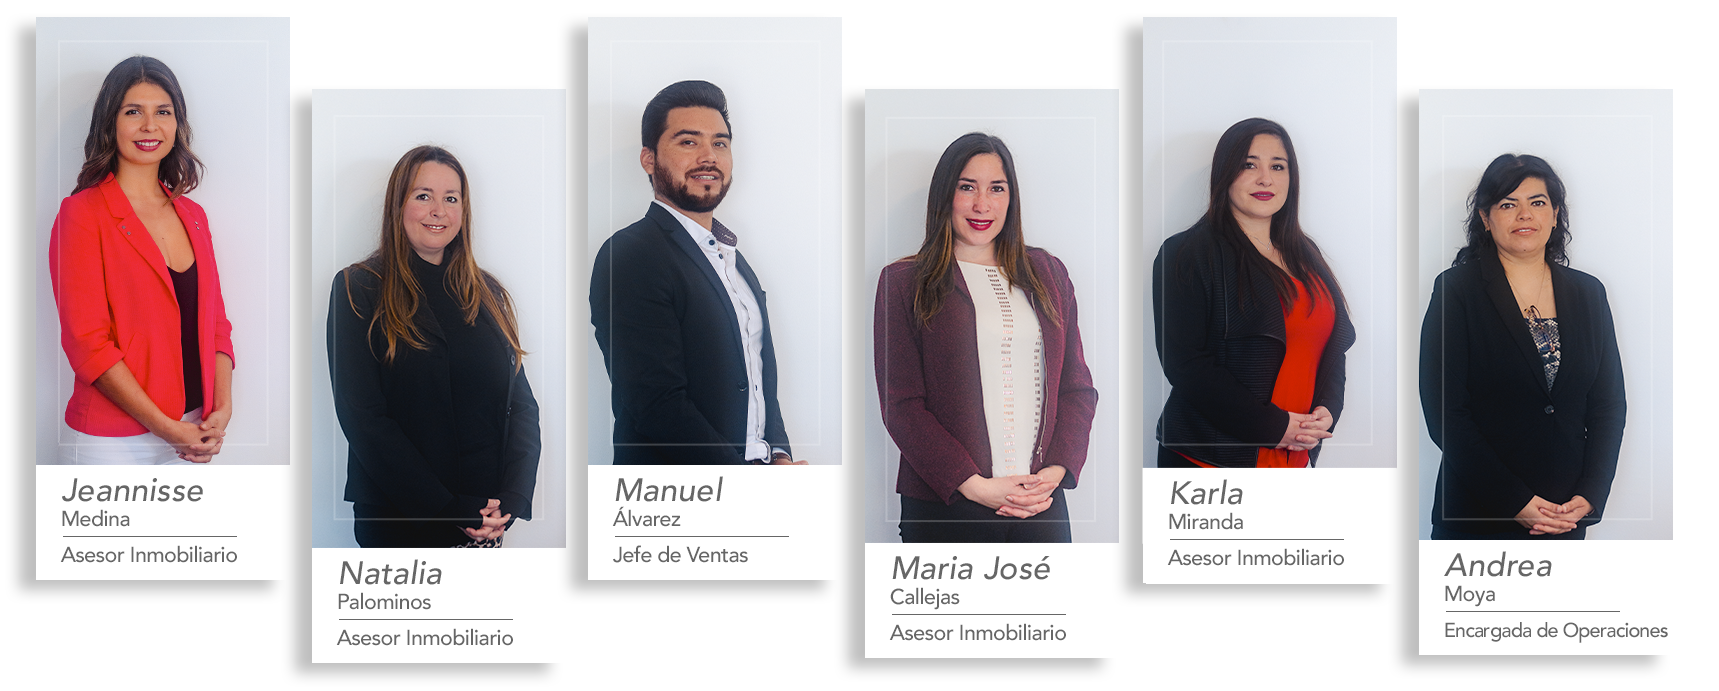 Jeannisse
Medina
Asesor Inmobiliario
Natalia
Palominos
Asesor Inmobiliario
Manuel
Álvarez
Jefe de Ventas
Maria José
Callejas
Asesor Inmobiliario
Karla
Miranda
Asesor Inmobiliario
Andrea
Moya
Encargada de Operaciones